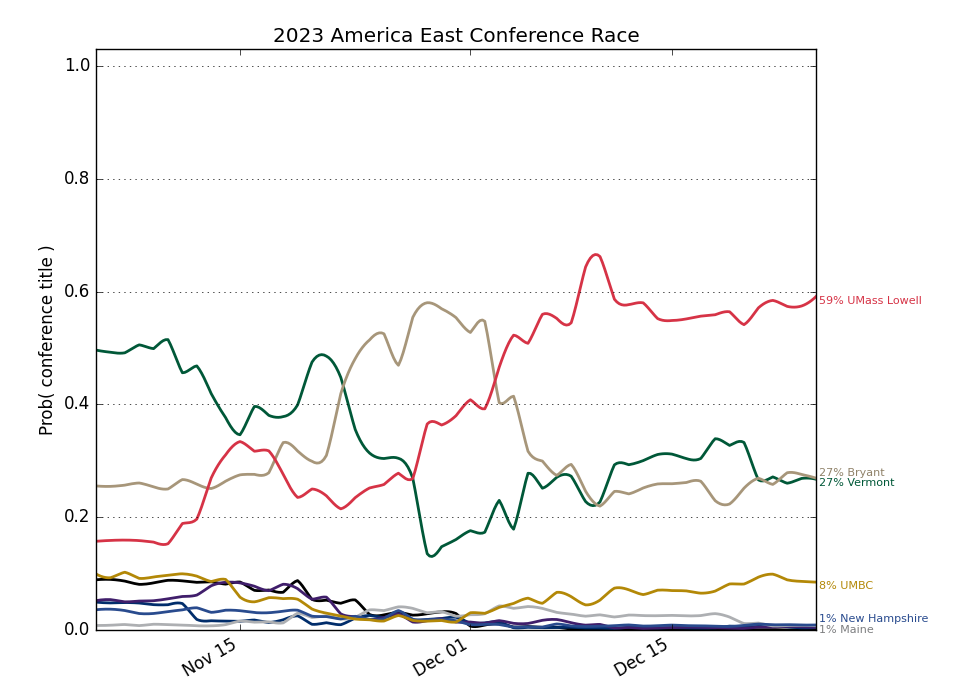 2023 America East Conference Race
1.0
0.8
0.6
0.4
0.2
0.0
Prob( conference title )
Nov 15
Dec 01
Dec 15
59% UMass Lowell
27% Bryant
27% Vermont
8% UMBC
1% New Hampshire
1% Maine